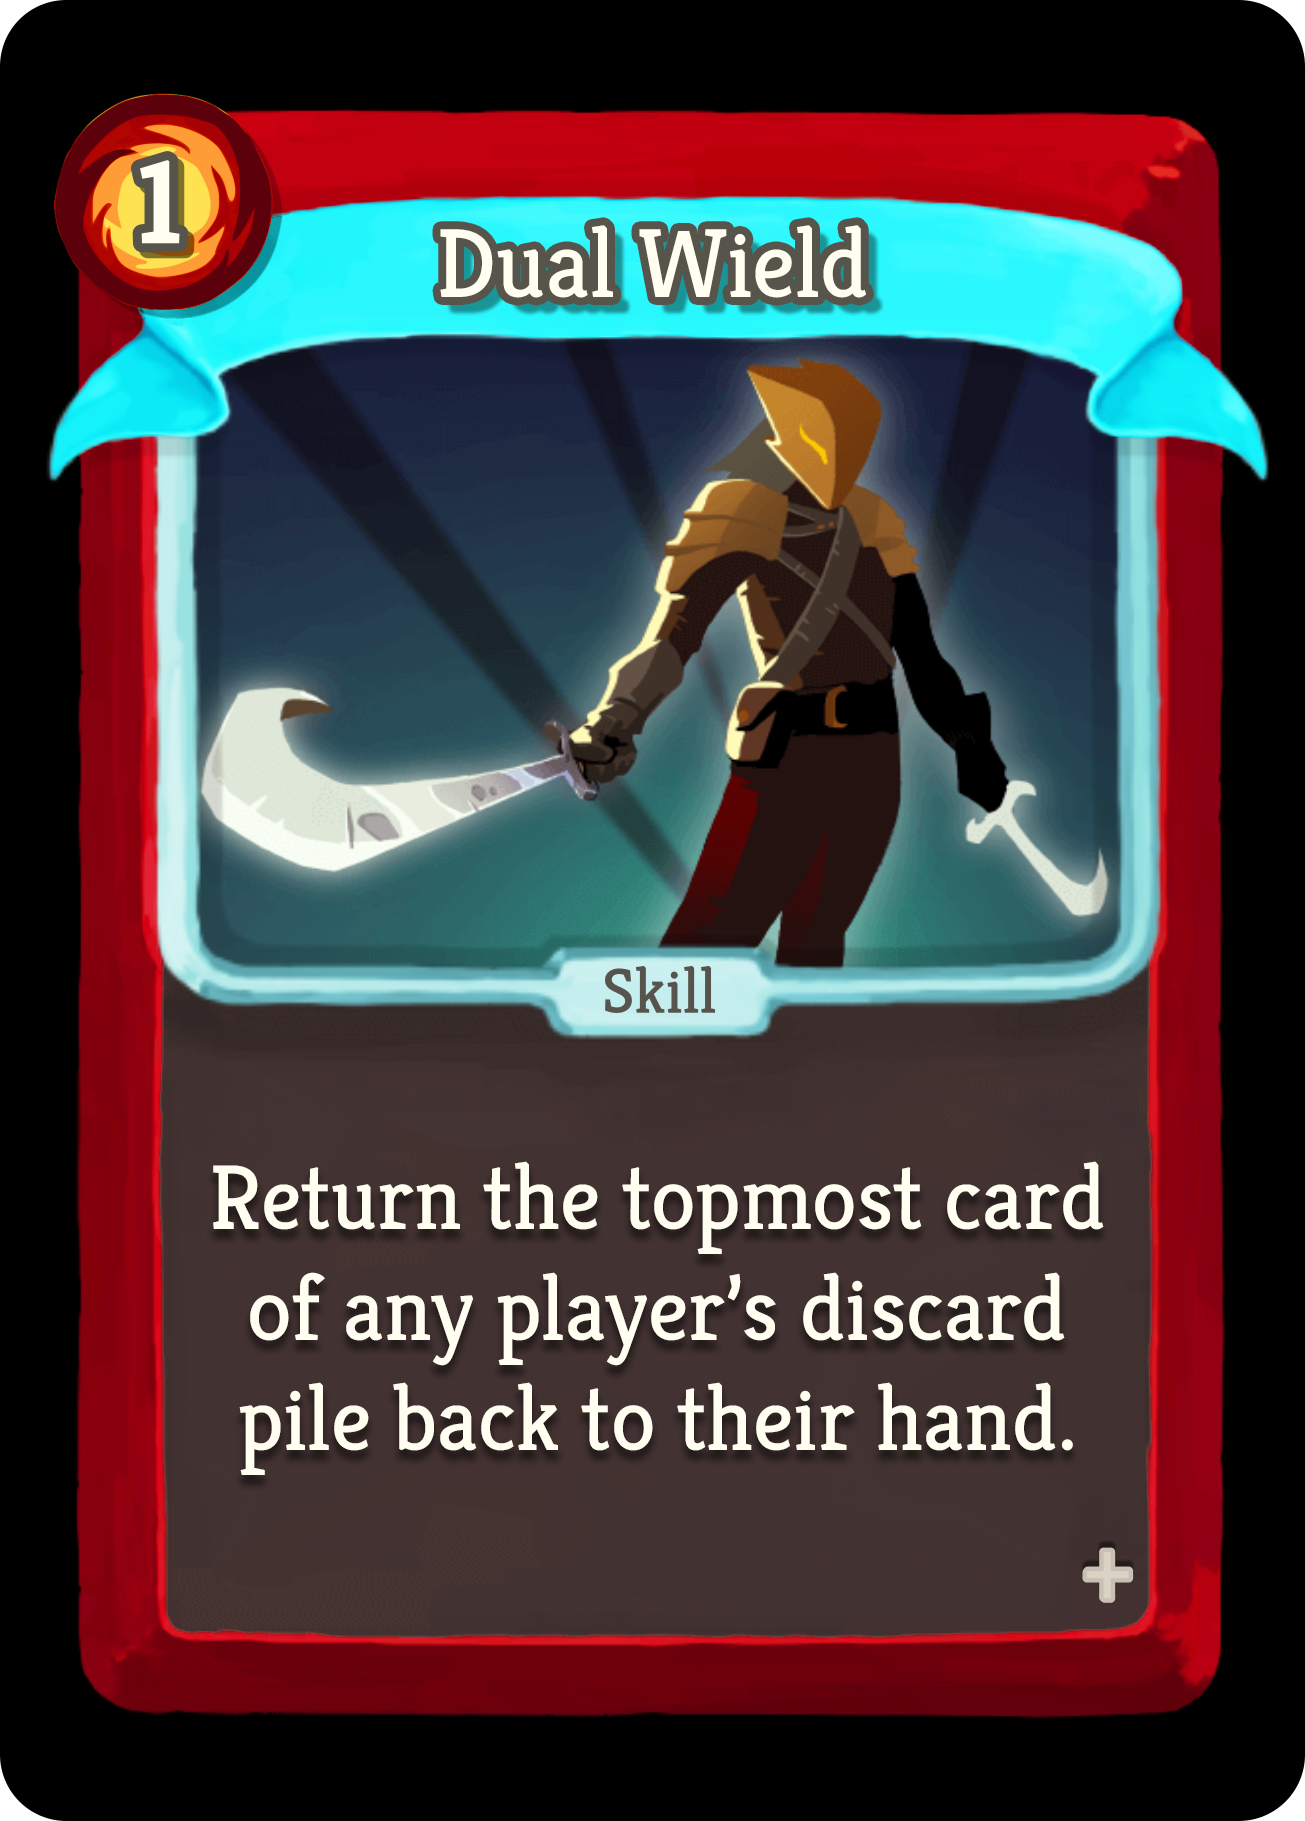 1
Dual Wield
Skill
Return the topmost card
of any player’s discard
pile back to their hand.